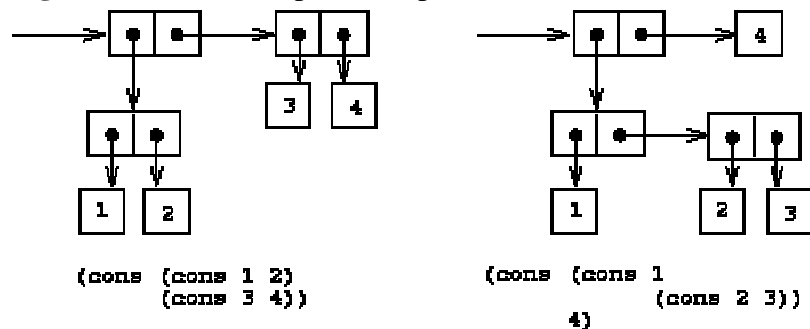 3 4
1 2
(cons (cons 1 2)
(cons 3 4))
4
1 2 3
(cons (cons 1
(cons 2 3))
4)